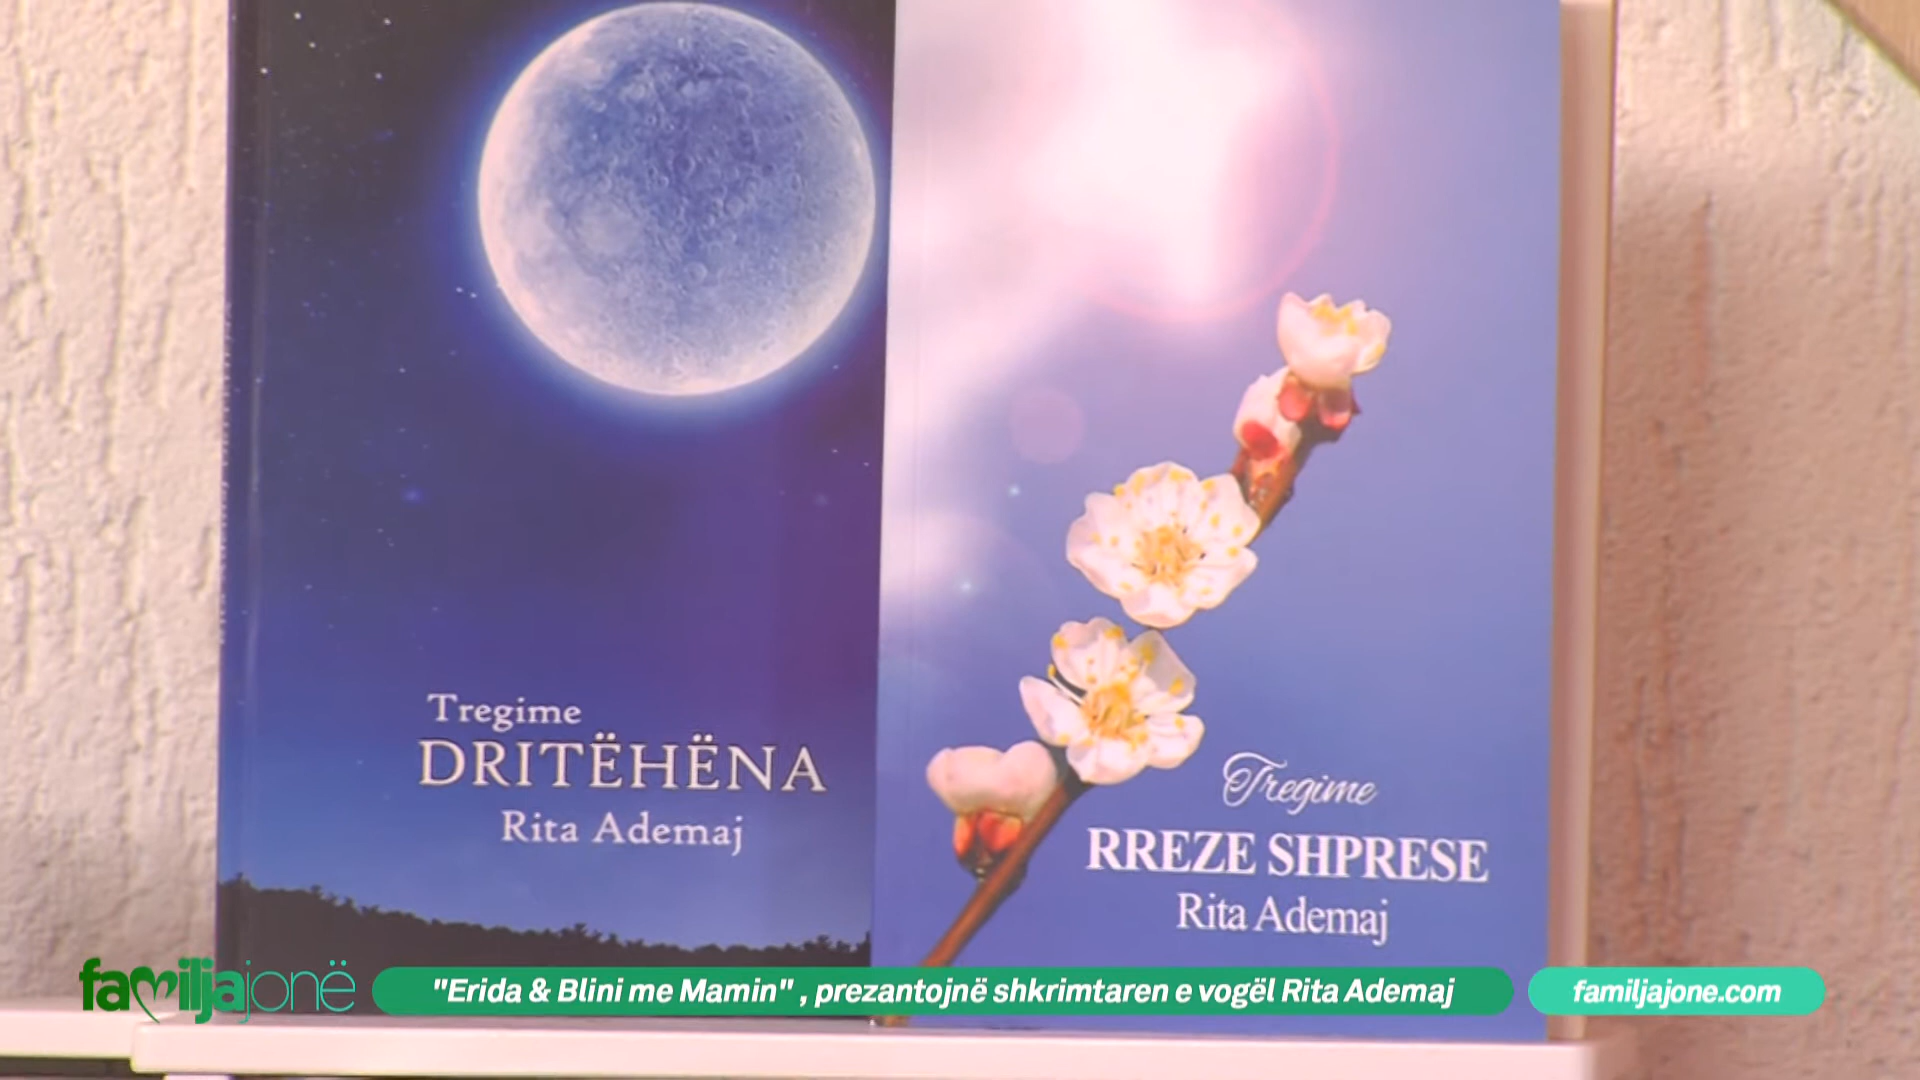 Tregime
DRITËHËNA
Rita Ademaj
Tregime
RREZE SHPRESE
Rita Ademaj
familjajonë
"Erida & Blini me Mamin" , prezantojnë shkrimtaren e vogël Rita Ademaj
familjajone.com